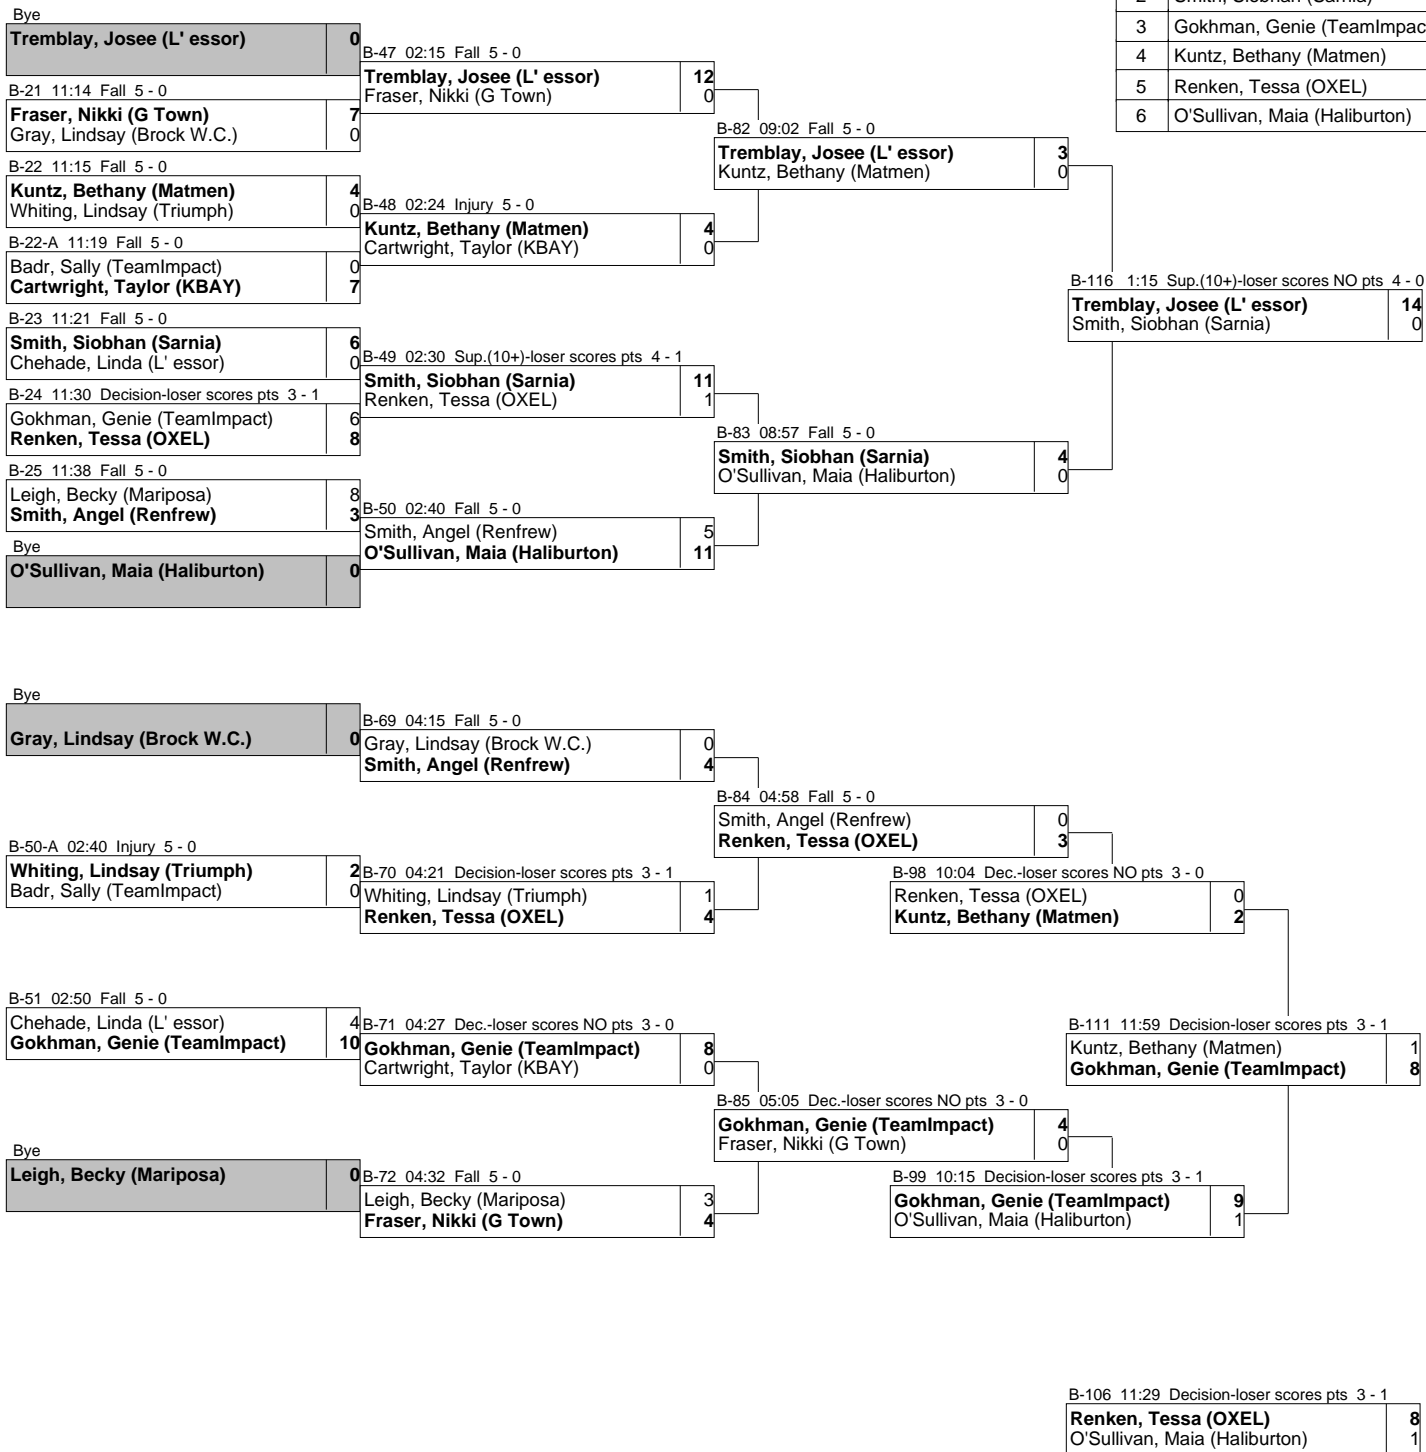 Bye
Tremblay, Josee (L' essor) 0
B-21 11:14 Fall 5 - 0
Fraser, Nikki (G Town) 7
Gray, Lindsay (Brock W.C.) 0
B-22 11:15 Fall 5 - 0
Kuntz, Bethany (Matmen) 4
Whiting, Lindsay (Triumph) 0
B-22-A 11:19 Fall 5 - 0
Badr, Sally (TeamImpact) 0
Cartwright, Taylor (KBAY) 7
B-23 11:21 Fall 5 - 0
Smith, Siobhan (Sarnia) 6
Chehade, Linda (L' essor) 0
B-24 11:30 Decision-loser scores pts 3 - 1
Gokhman, Genie (TeamImpact) 6
Renken, Tessa (OXEL) 8
B-25 11:38 Fall 5 - 0
Leigh, Becky (Mariposa) 8
Smith, Angel (Renfrew) 3
Bye
O'Sullivan, Maia (Haliburton) 0
B-47 02:15 Fall 5 - 0
Tremblay, Josee (L' essor) 12
Fraser, Nikki (G Town) 0
B-48 02:24 Injury 5 - 0
Kuntz, Bethany (Matmen) 4
Cartwright, Taylor (KBAY) 0
B-49 02:30 Sup.(10+)-loser scores pts 4 - 1
Smith, Siobhan (Sarnia) 11
Renken, Tessa (OXEL) 1
B-50 02:40 Fall 5 - 0
Smith, Angel (Renfrew) 5
O'Sullivan, Maia (Haliburton) 11
B-82 09:02 Fall 5 - 0
Tremblay, Josee (L' essor) 3
Kuntz, Bethany (Matmen) 0
B-83 08:57 Fall 5 - 0
Smith, Siobhan (Sarnia) 4
O'Sullivan, Maia (Haliburton) 0
B-116 1:15 Sup.(10+)-loser scores NO pts 4 - 0
Tremblay, Josee (L' essor) 14
Smith, Siobhan (Sarnia) 0
2 Smith, Siobhan (Sarnia)
3 Gokhman, Genie (TeamImpac
4 Kuntz, Bethany (Matmen)
5 Renken, Tessa (OXEL)
6 O'Sullivan, Maia (Haliburton)
Bye
Gray, Lindsay (Brock W.C.) 0
B-50-A 02:40 Injury 5 - 0
Whiting, Lindsay (Triumph) 2
Badr, Sally (TeamImpact) 0
B-51 02:50 Fall 5 - 0
Chehade, Linda (L' essor) 4
Gokhman, Genie (TeamImpact) 10
Bye
Leigh, Becky (Mariposa) 0
B-69 04:15 Fall 5 - 0
Gray, Lindsay (Brock W.C.) 0
Smith, Angel (Renfrew) 4
B-70 04:21 Decision-loser scores pts 3 - 1
Whiting, Lindsay (Triumph) 1
Renken, Tessa (OXEL) 4
B-71 04:27 Dec.-loser scores NO pts 3 - 0
Gokhman, Genie (TeamImpact) 8
Cartwright, Taylor (KBAY) 0
B-72 04:32 Fall 5 - 0
Leigh, Becky (Mariposa) 3
Fraser, Nikki (G Town) 4
B-84 04:58 Fall 5 - 0
Smith, Angel (Renfrew) 0
Renken, Tessa (OXEL) 3
B-85 05:05 Dec.-loser scores NO pts 3 - 0
Gokhman, Genie (TeamImpact) 4
Fraser, Nikki (G Town) 0
B-98 10:04 Dec.-loser scores NO pts 3 - 0
Renken, Tessa (OXEL) 0
Kuntz, Bethany (Matmen) 2
B-99 10:15 Decision-loser scores pts 3 - 1
Gokhman, Genie (TeamImpact) 9
O'Sullivan, Maia (Haliburton) 1
B-111 11:59 Decision-loser scores pts 3 - 1
Kuntz, Bethany (Matmen) 1
Gokhman, Genie (TeamImpact) 8
B-106 11:29 Decision-loser scores pts 3 - 1
Renken, Tessa (OXEL) 8
O'Sullivan, Maia (Haliburton) 1